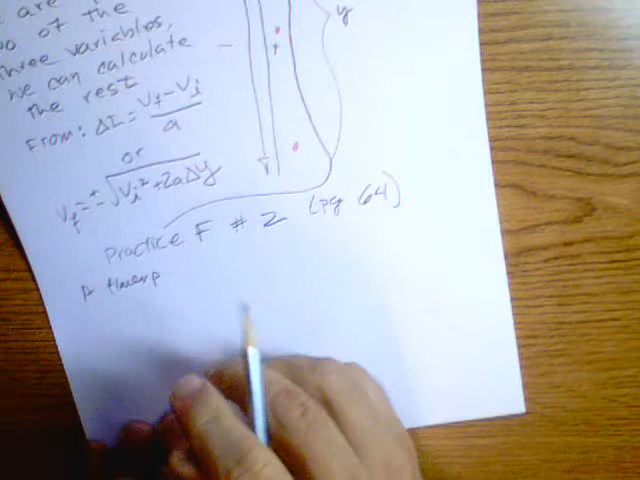 are
two of the
three variables,
we can calculate
the rest
From: Δt = Vf - Vi / a
or
Vf = ±√Vi² + 2aΔy
y
Practice F # 2 (pg 64)